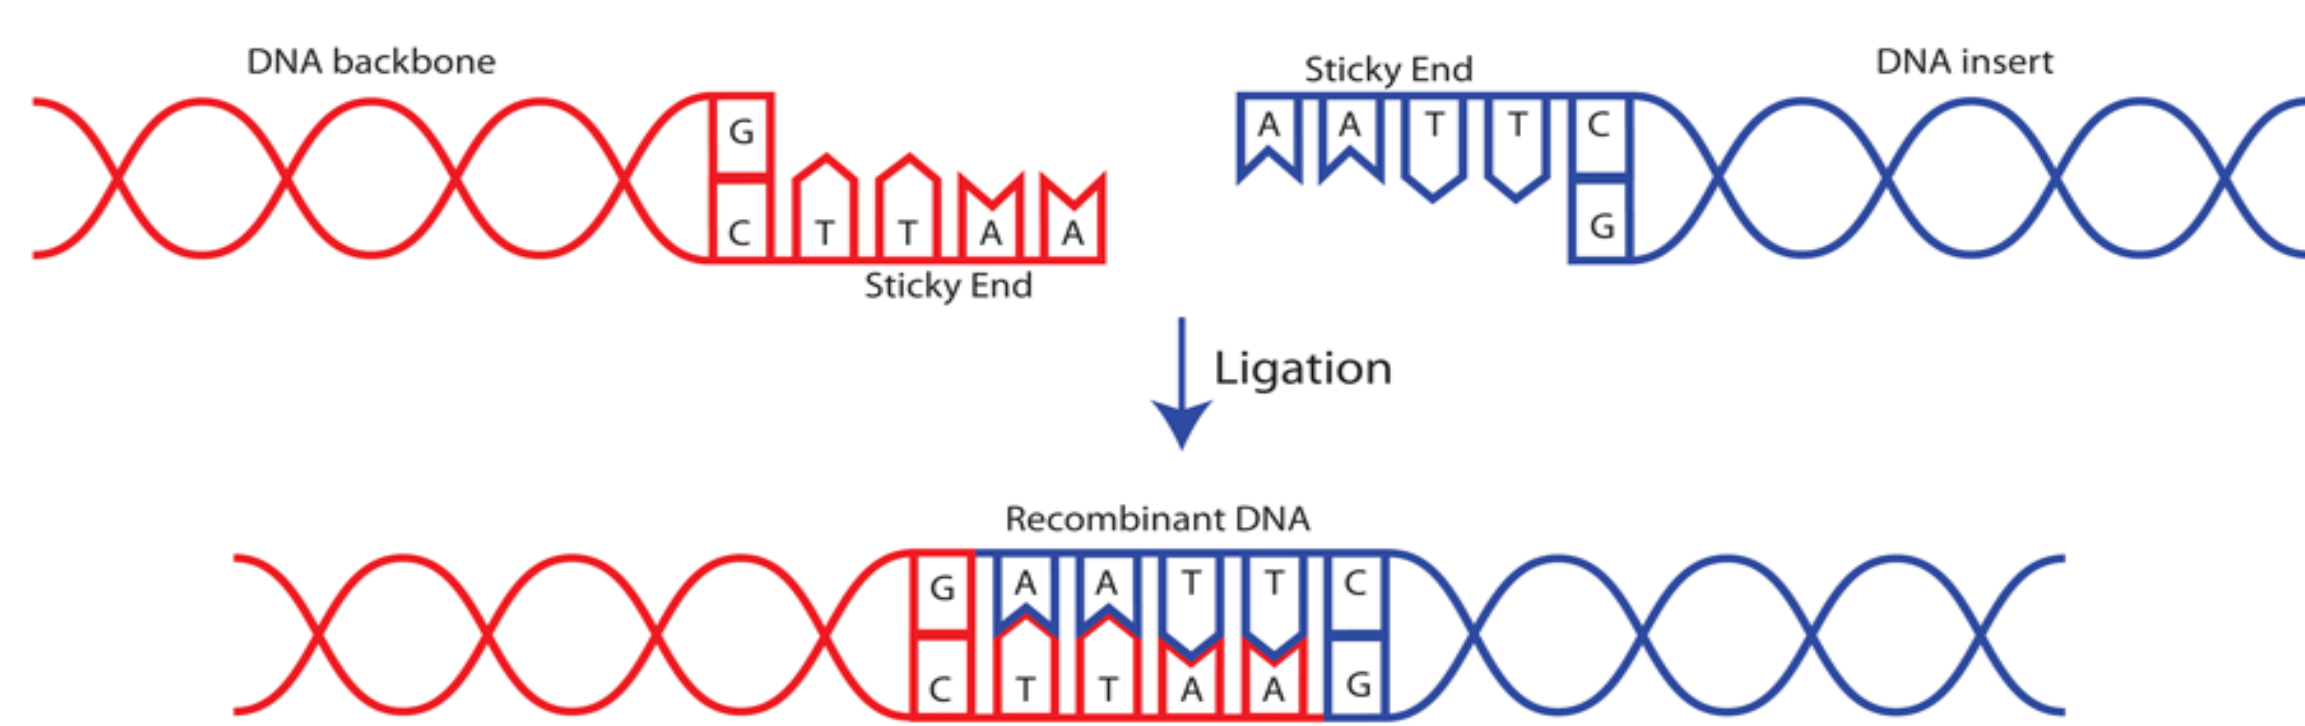 DNA backbone
Sticky End
DNA insert
G
A A T T C
C T T A A
G
Sticky End
Ligation
Recombinant DNA
G A A T T C
C T T A A G